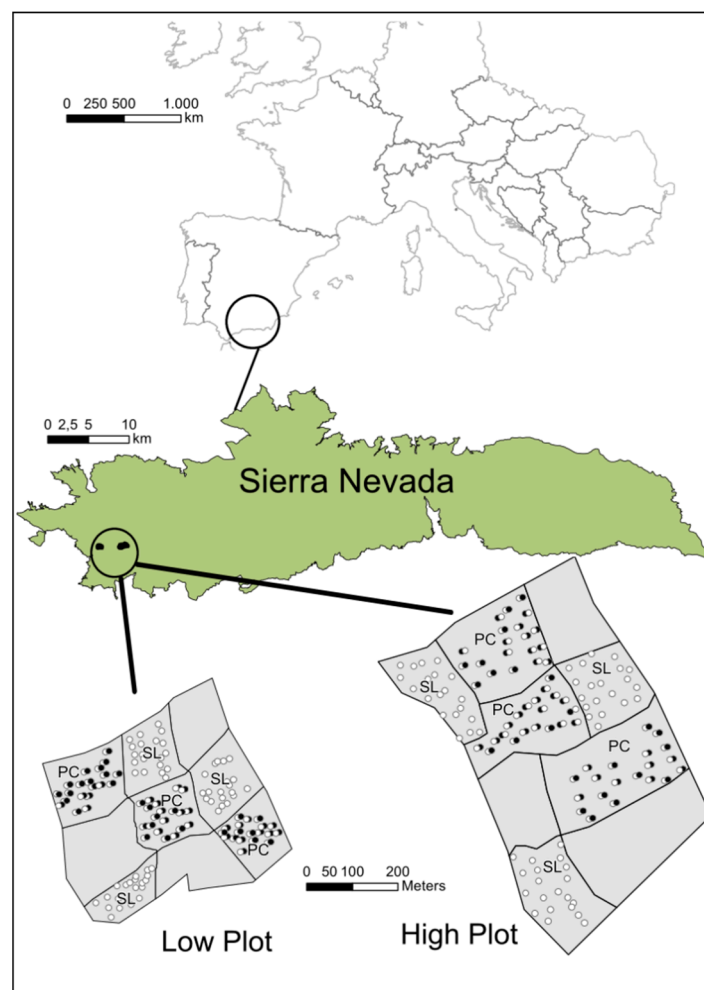 0 250 500 1.000
km
0 2,5 5 10
km
Sierra Nevada
PC
SL
SL
PC
PC
SL
SL
PC
SL
PC
PC
SL
0 50 100 200
Meters
Low Plot
High Plot